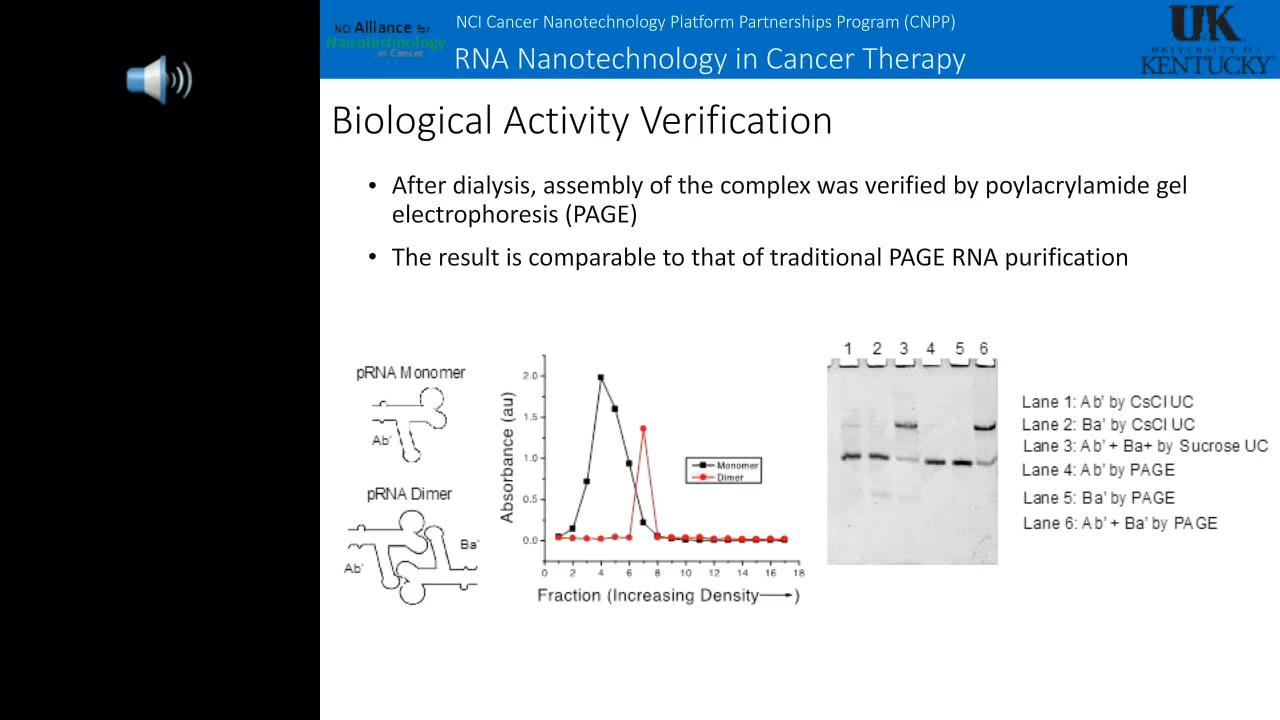 NCI Cancer Nanotechnology Platform Partnerships Program (CNPP)
NCI Alliance for
Nanotechnology
in Cancer
RNA Nanotechnology in Cancer Therapy
UK
UNIVERSITY OF
KENTUCKY
Biological Activity Verification
• After dialysis, assembly of the complex was verified by poylacrylamide gel
electrophoresis (PAGE)
• The result is comparable to that of traditional PAGE RNA purification
pRNA Monomer
Ab'
pRNA Dimer
Ba'
Ab'
Absorbance (au)
2.0
1.5
1.0
0.5
0.0
Monomer
Dimer
0 2 4 6 8 10 12 14 16 18
Fraction (Increasing Density→)
1 2 3 4 5 6
Lane 1: Ab' by CsCl UC
Lane 2: Ba' by CsCl UC
Lane 3: Ab' + Ba+ by Sucrose UC
Lane 4: Ab' by PAGE
Lane 5: Ba' by PAGE
Lane 6: Ab' + Ba' by PAGE